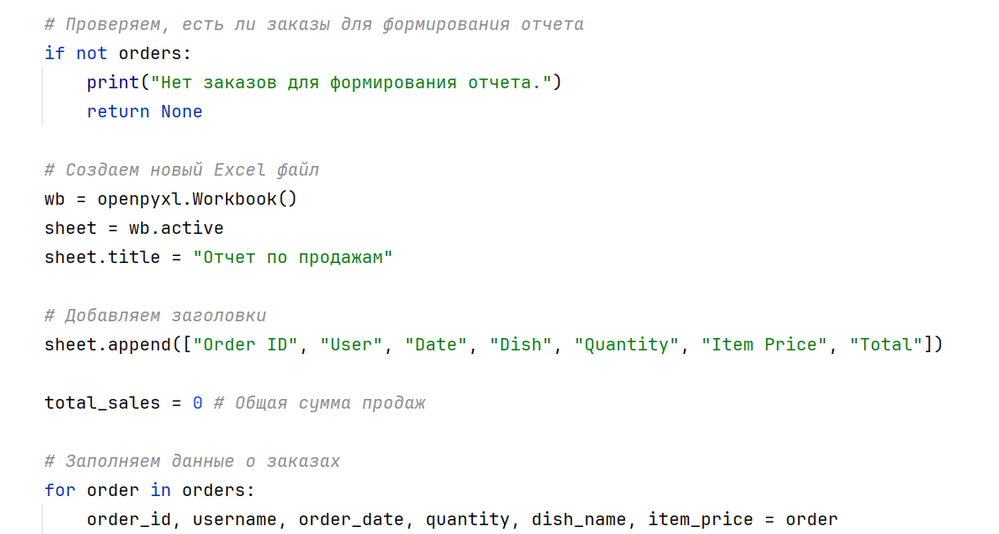 # Проверяем, есть ли заказы для формирования отчета
if not orders:
    print("Нет заказов для формирования отчета.")
    return None
# Создаем новый Excel файл
wb = openpyxl.Workbook()
sheet = wb.active
sheet.title = "Отчет по продажам"
# Добавляем заголовки
sheet.append(["Order ID", "User", "Date", "Dish", "Quantity", "Item Price", "Total"])
total_sales = 0 # Общая сумма продаж
# Заполняем данные о заказах
for order in orders:
    order_id, username, order_date, quantity, dish_name, item_price = order